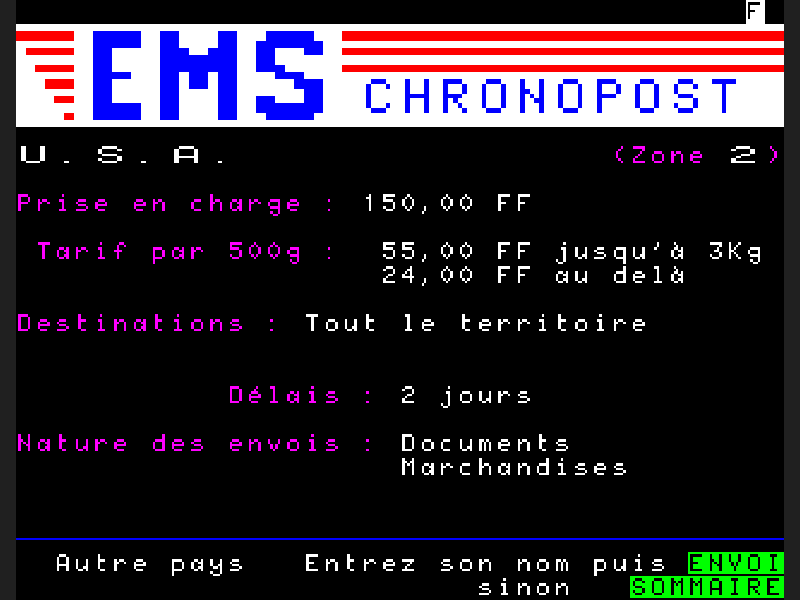 F
EMS
CHRONOPOST
U.S.A. (Zone 2)
Prise en charge : 150,00 FF
Tarif par 500g : 55,00 FF jusqu'à 3Kg
24,00 FF au delà
Destinations : Tout le territoire
Délais : 2 jours
Nature des envois : Documents
Marchandises
Autre pays Entrez son nom puis ENVOI
sinon SOMMAIRE